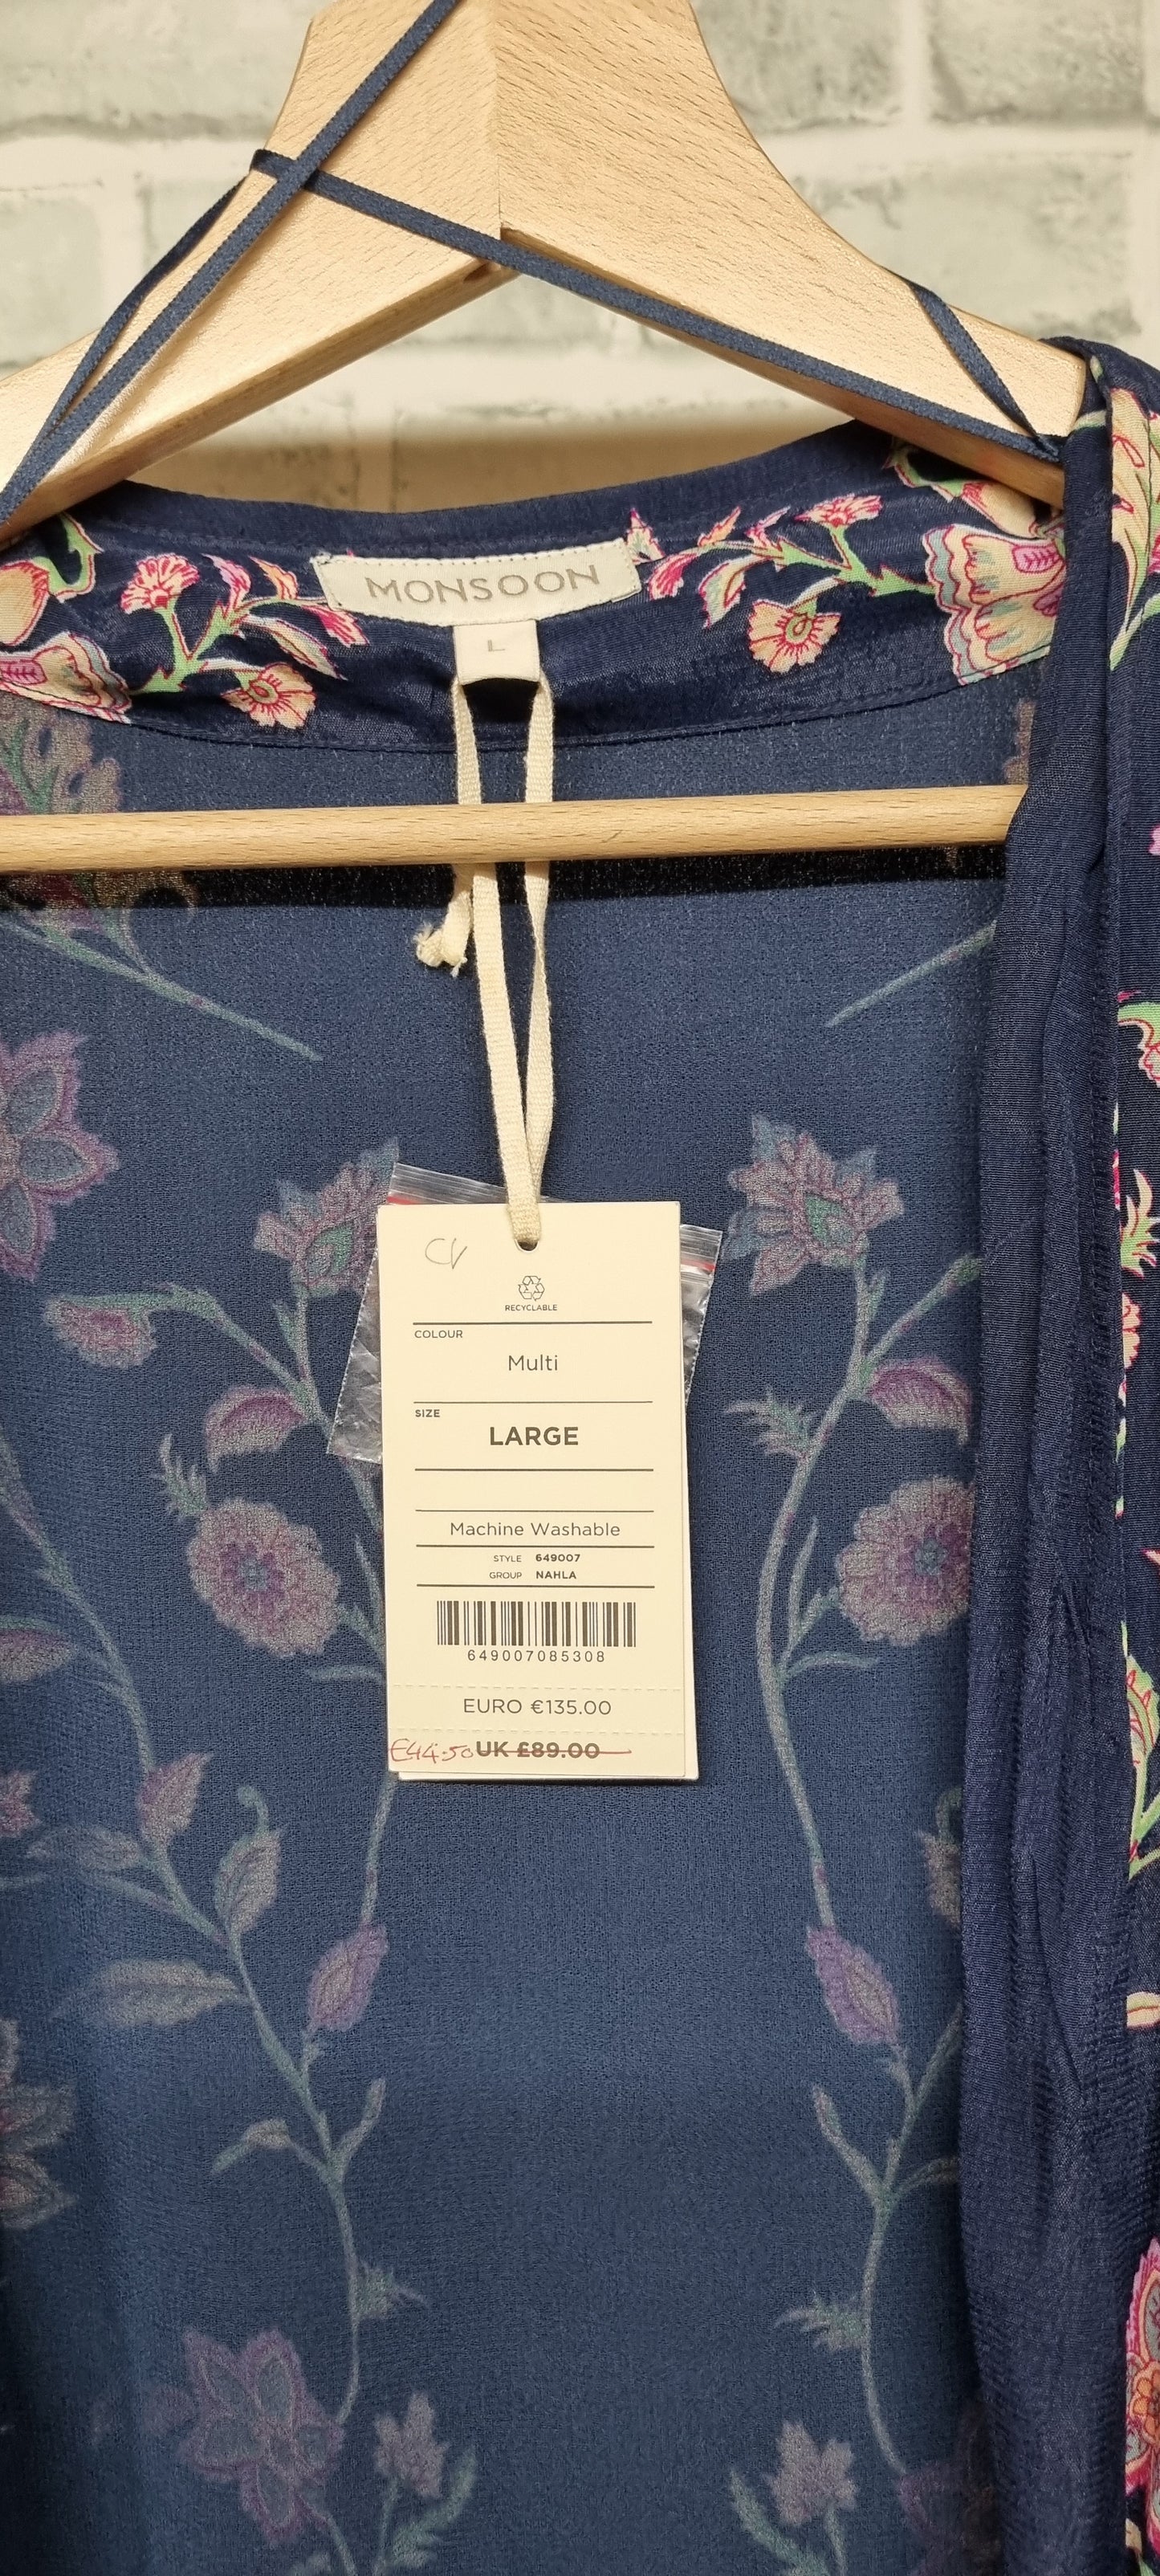 MONSOON
L
CV
RECYCLABLE
COLOUR
Multi
SIZE
LARGE
Machine Washable
STYLE 649007
GROUP NAHLA
649007085308
EURO €135.00
£44.50 UK £89.00